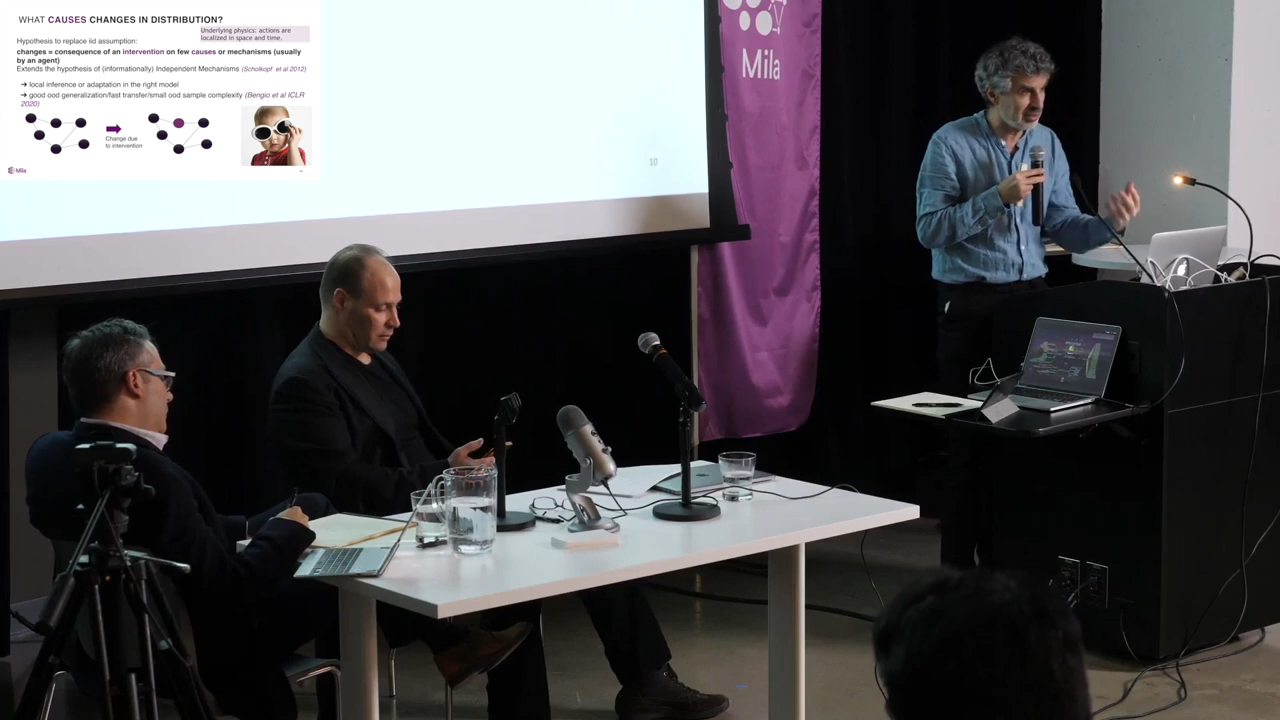 WHAT CAUSES CHANGES IN DISTRIBUTION?
Underlying physics: actions are
localized in space and time.
Hypothesis to replace iid assumption:
changes = consequence of an intervention on few causes or mechanisms (usually
by an agent)
Extends the hypothesis of (informationally) Independent Mechanisms (Scholkopf et al 2012)
➔ local inference or adaptation in the right model
➔ good ood generalization/fast transfer/small ood sample complexity (Bengio et al ICLR
2020)
Change due
to intervention
Mila
10
Mila